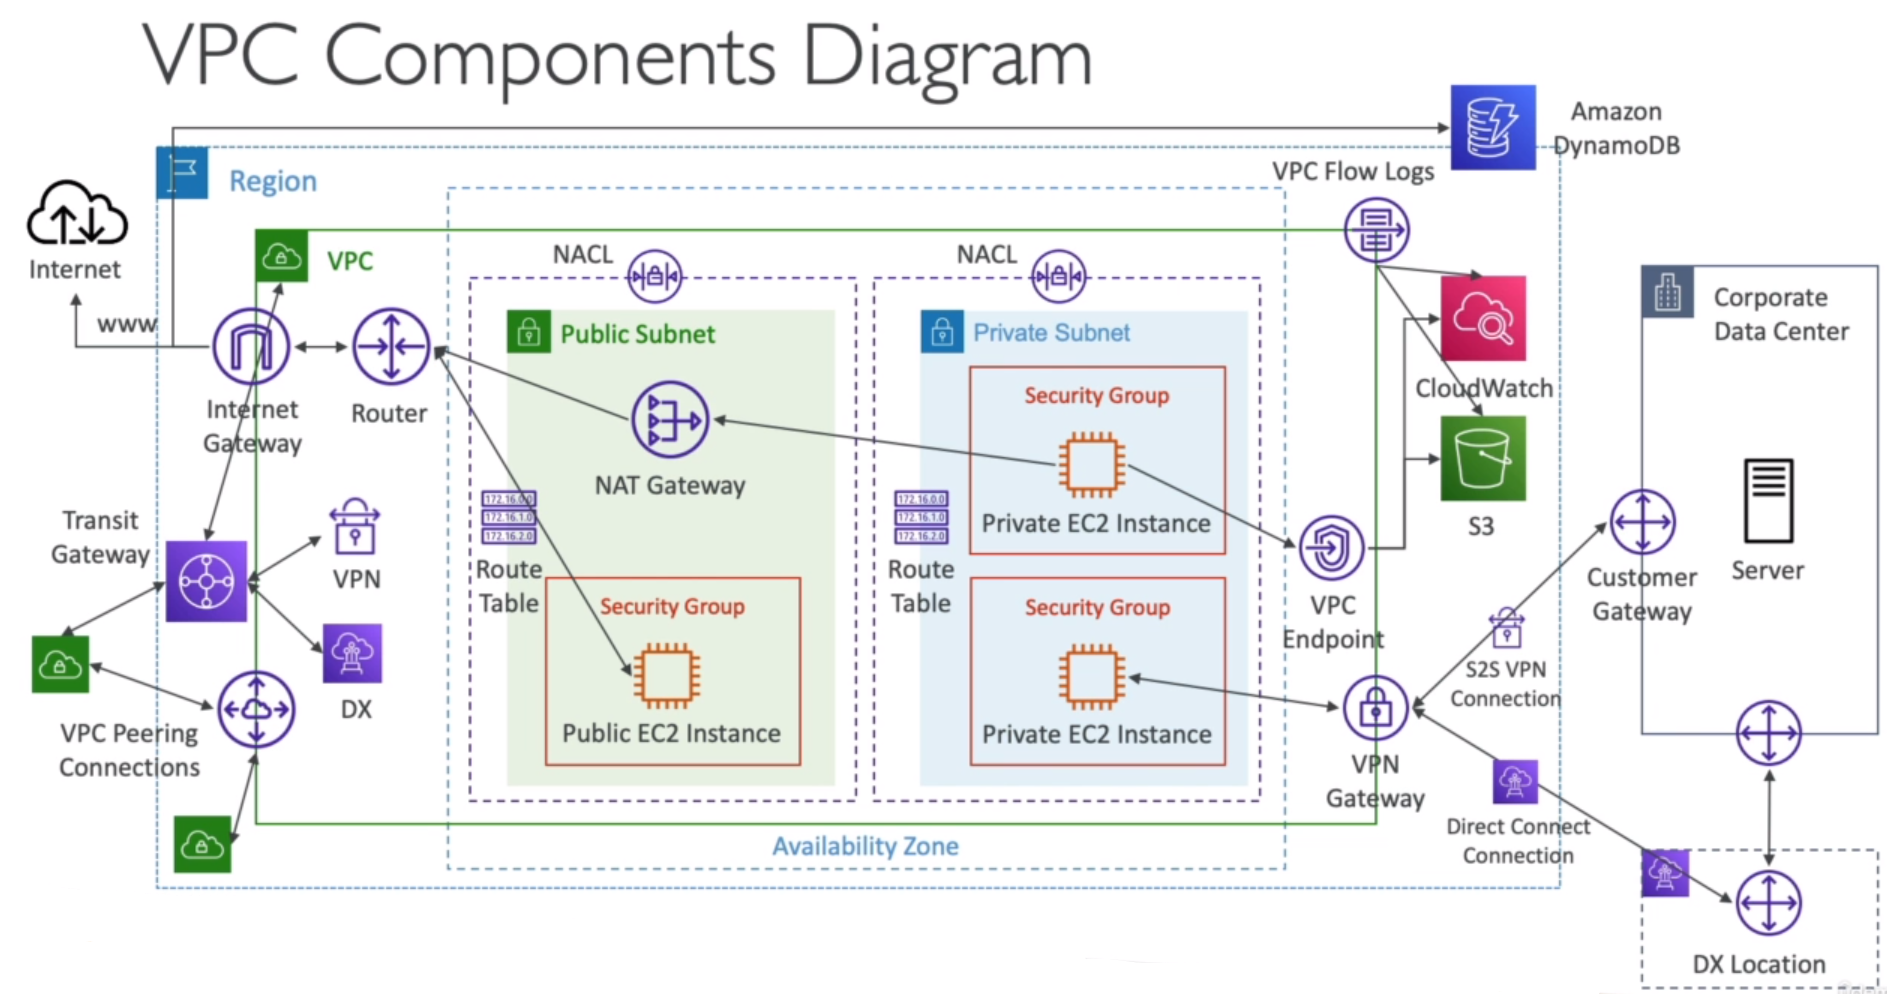 VPC Components Diagram
Amazon
DynamoDB
VPC Flow Logs
Region
Internet
www
VPC
NACL
NACL
Corporate
Data Center
Public Subnet
Private Subnet
Internet
Gateway
Router
Security Group
CloudWatch
NAT Gateway
172.16.0.0
172.16.1.0
172.16.2.0
Route
Table
172.16.0.0
172.16.1.0
172.16.2.0
Route
Table
Private EC2 Instance
S3
Transit
Gateway
VPN
VPC
Endpoint
Customer
Gateway
Server
Security Group
Security Group
S2S VPN
Connection
DX
VPC Peering
Connections
Public EC2 Instance
Private EC2 Instance
VPN
Gateway
Direct Connect
Connection
Availability Zone
DX Location